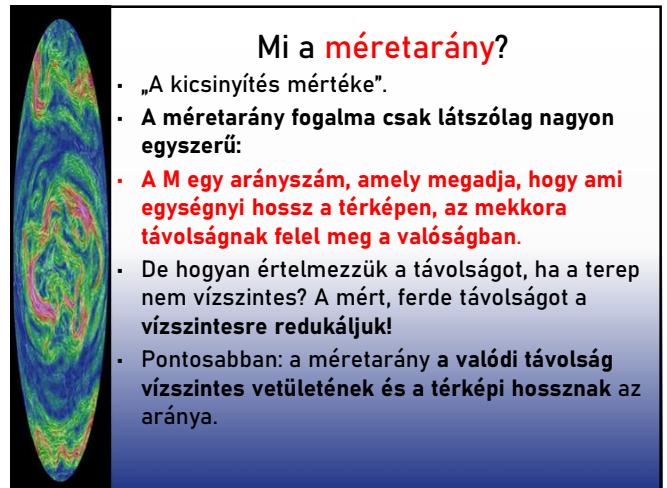 Mi a méretarány?
▪ „A kicsinyítés mértéke”.
▪ A méretarány fogalma csak látszólag nagyon
egyszerű:
▪ A M egy arányszám, amely megadja, hogy ami
egységnyi hossz a térképen, az mekkora
távolságnak felel meg a valóságban.
▪ De hogyan értelmezzük a távolságot, ha a terep
nem vízszintes? A mért, ferde távolságot a
vízszintesre redukáljuk!
▪ Pontosabban: a méretarány a valódi távolság
vízszintes vetületének és a térképi hossznak az
aránya.